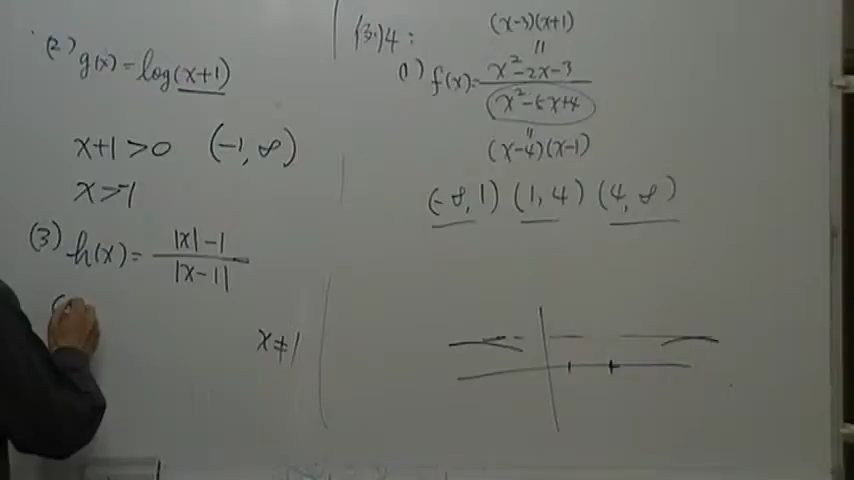 (2) g(x)=log(x+1)
x+1>0 (-1, ∞)
x>-1
(3) h(x)= |x|-1
|x-1|
x≠1
(3.)4:
(x-3)(x+1)
=
(1) f(x)= x²-2x-3
x²-5x+4
=
(x-4)(x-1)
(-∞, 1) (1, 4) (4, ∞)